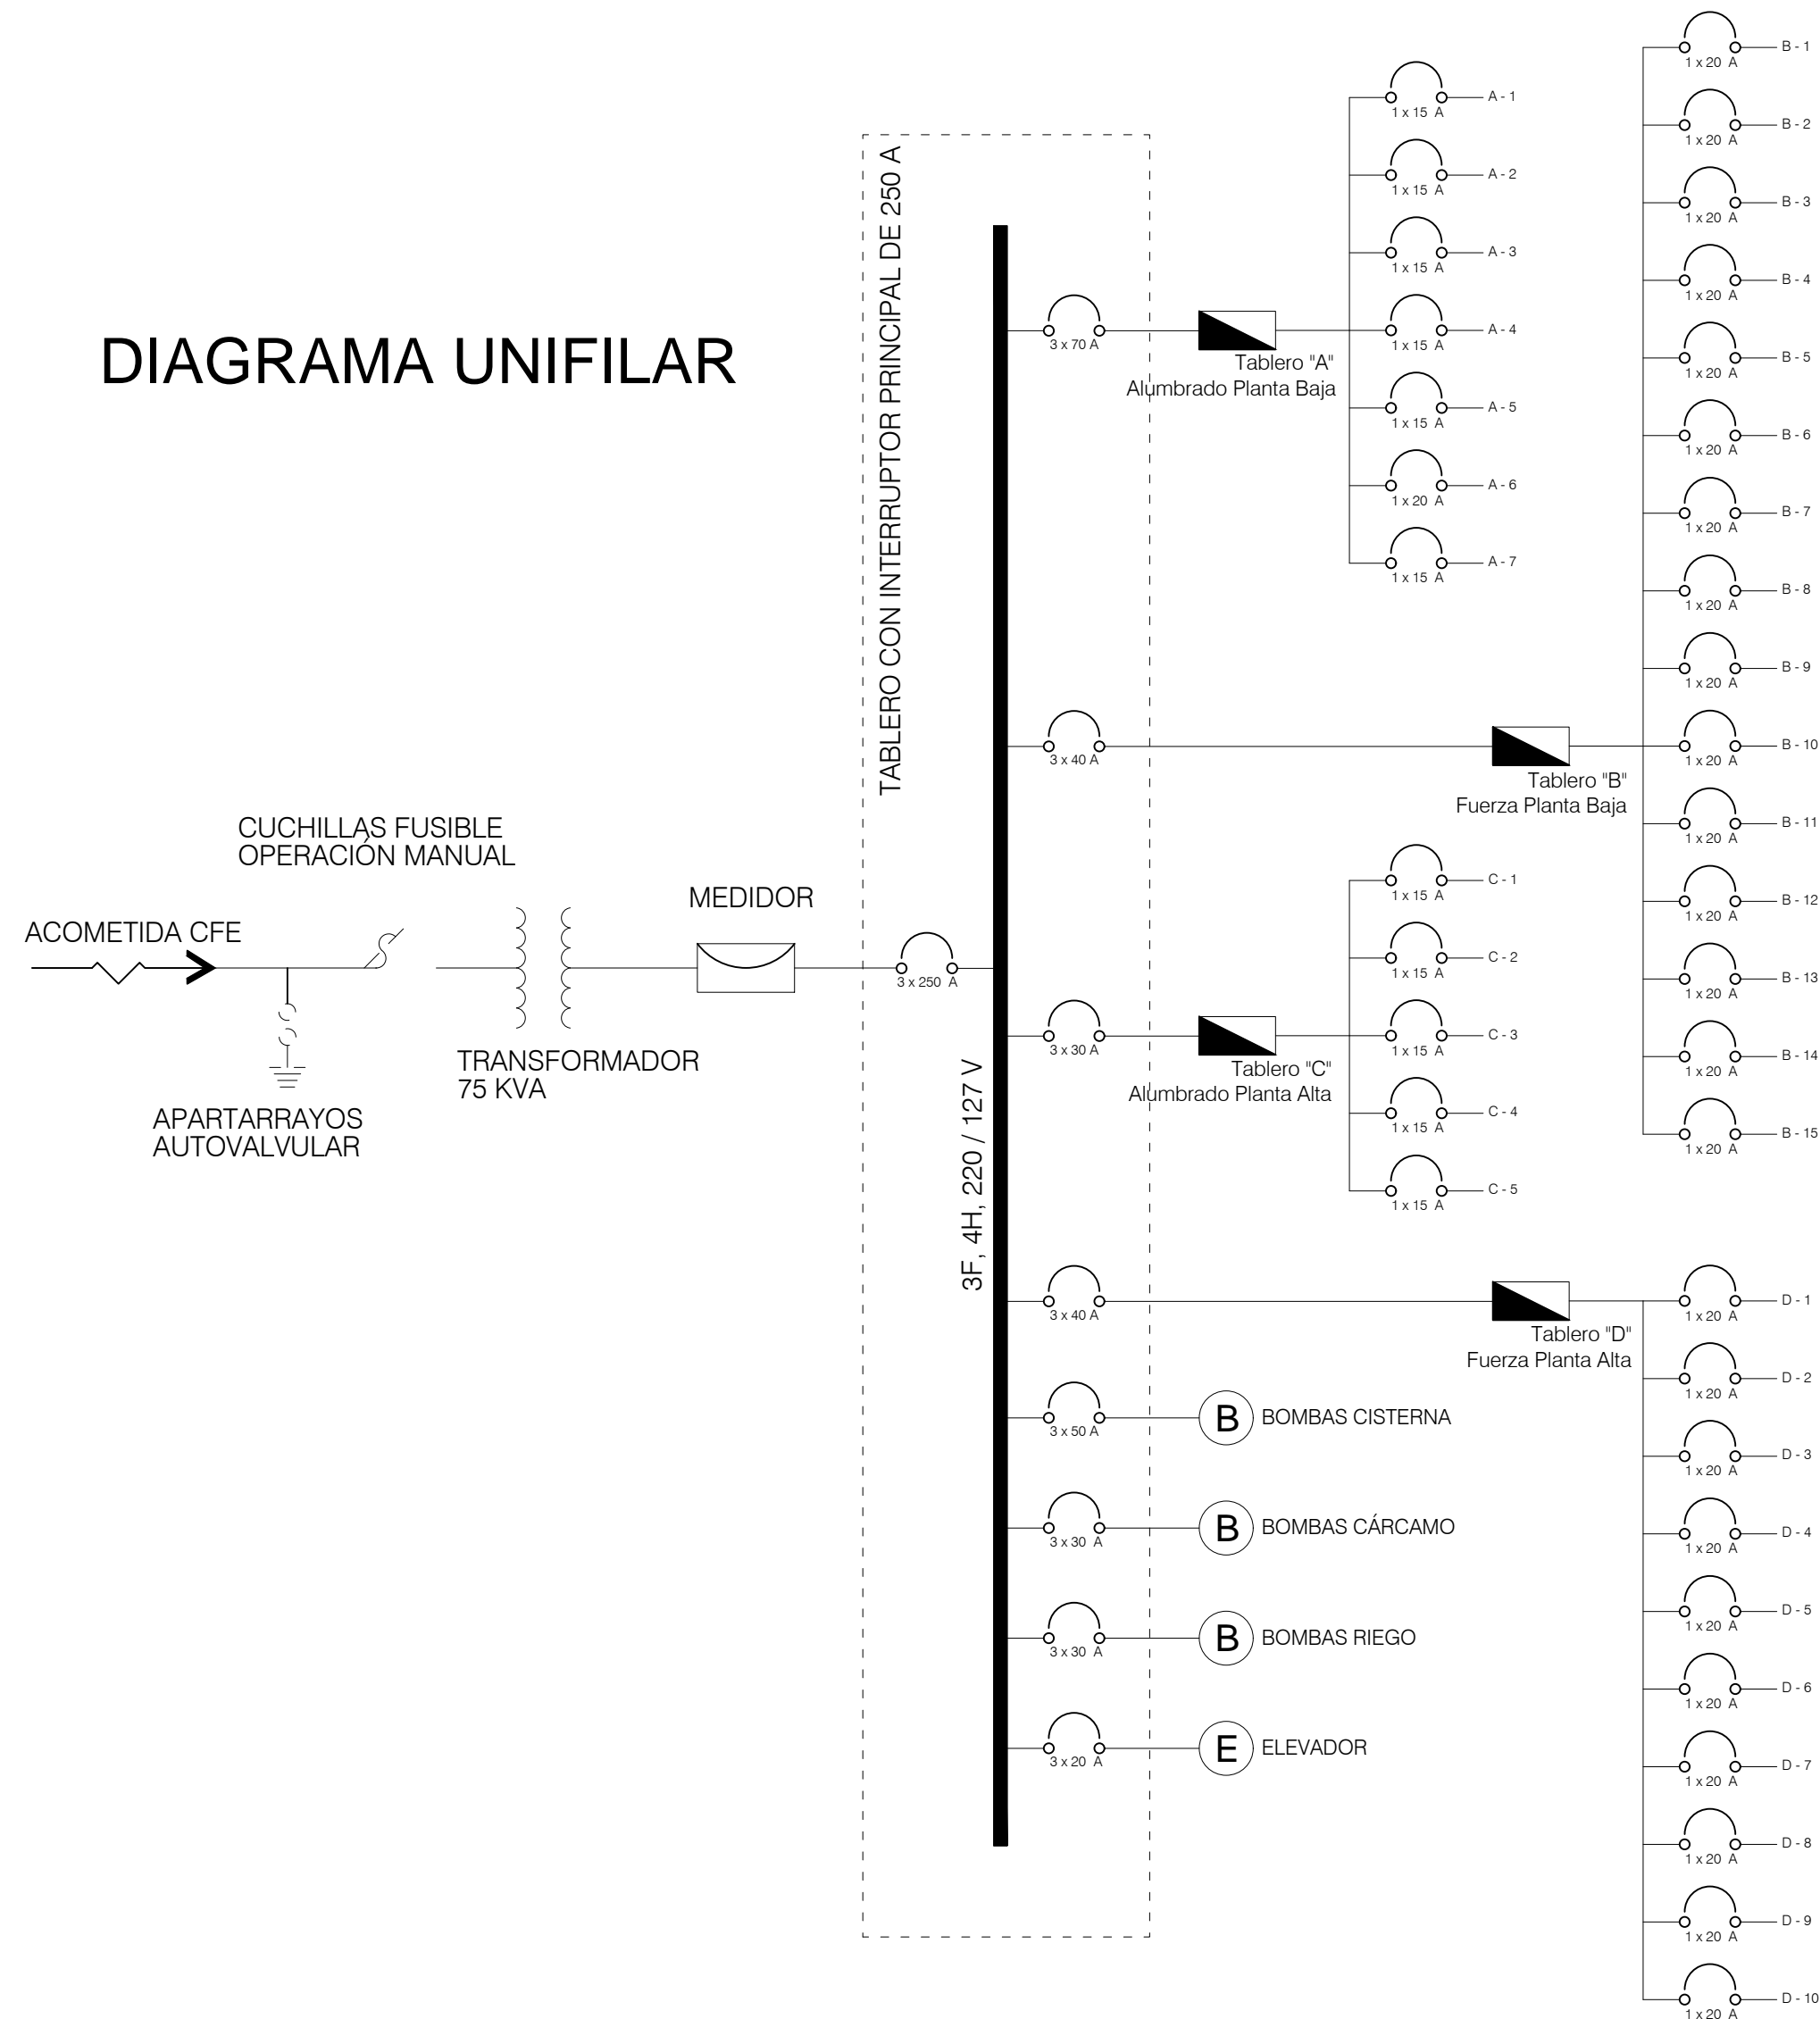 DIAGRAMA UNIFILAR
ACOMETIDA CFE
CUCHILLAS FUSIBLE
OPERACIÓN MANUAL
APARTARRAYOS
AUTOVALVULAR
TRANSFORMADOR
75 KVA
MEDIDOR
TABLERO CON INTERRUPTOR PRINCIPAL DE 250 A
3 x 250 A
3F, 4H, 220 / 127 V
3 x 70 A
Tablero "A"
Alumbrado Planta Baja
1 x 15 A
A - 1
1 x 15 A
A - 2
1 x 15 A
A - 3
1 x 15 A
A - 4
1 x 15 A
A - 5
1 x 20 A
A - 6
1 x 15 A
A - 7
3 x 40 A
Tablero "B"
Fuerza Planta Baja
1 x 20 A
B - 1
1 x 20 A
B - 2
1 x 20 A
B - 3
1 x 20 A
B - 4
1 x 20 A
B - 5
1 x 20 A
B - 6
1 x 20 A
B - 7
1 x 20 A
B - 8
1 x 20 A
B - 9
1 x 20 A
B - 10
1 x 20 A
B - 11
1 x 20 A
B - 12
1 x 20 A
B - 13
1 x 20 A
B - 14
1 x 20 A
B - 15
3 x 30 A
Tablero "C"
Alumbrado Planta Alta
1 x 15 A
C - 1
1 x 15 A
C - 2
1 x 15 A
C - 3
1 x 15 A
C - 4
1 x 15 A
C - 5
3 x 40 A
Tablero "D"
Fuerza Planta Alta
1 x 20 A
D - 1
1 x 20 A
D - 2
1 x 20 A
D - 3
1 x 20 A
D - 4
1 x 20 A
D - 5
1 x 20 A
D - 6
1 x 20 A
D - 7
1 x 20 A
D - 8
1 x 20 A
D - 9
1 x 20 A
D - 10
3 x 50 A
B BOMBAS CISTERNA
3 x 30 A
B BOMBAS CÁRCAMO
3 x 30 A
B BOMBAS RIEGO
3 x 20 A
E ELEVADOR